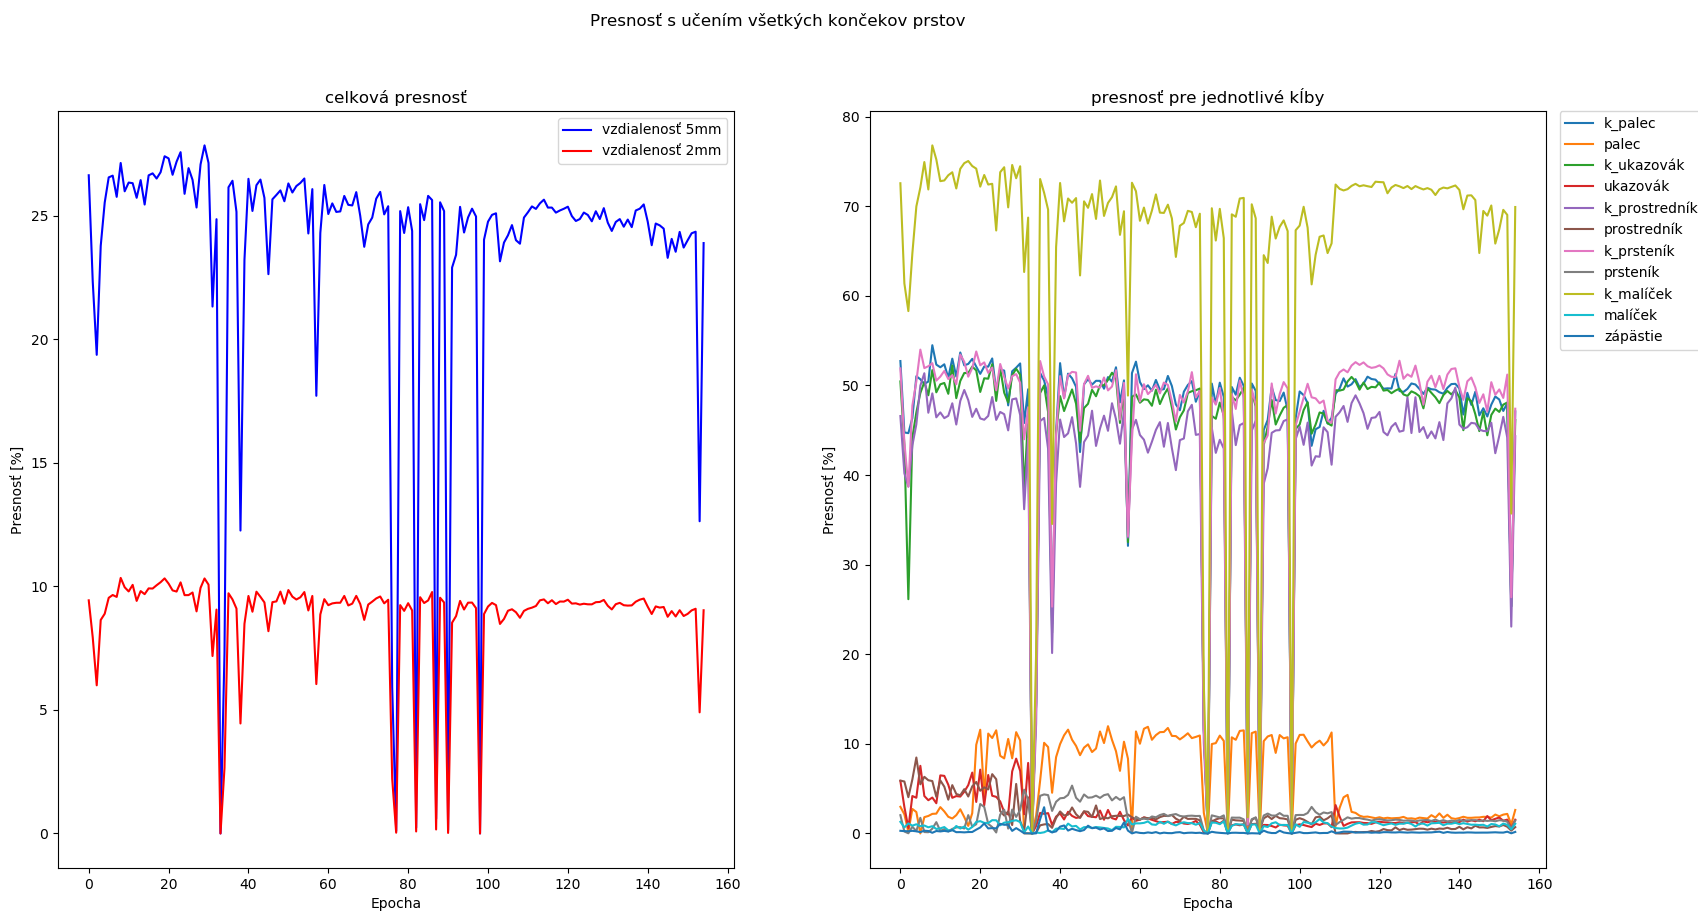 Presnosť s učením všetkých končekov prstov
celková presnosť
vzdialenosť 5mm
vzdialenosť 2mm
Presnosť [%]
25
20
15
10
5
0
0 20 40 60 80 100 120 140 160
Epocha
presnosť pre jednotlivé kĺby
Presnosť [%]
80
70
60
50
40
30
20
10
0
0 20 40 60 80 100 120 140 160
Epocha
k_palec
palec
k_ukazovák
ukazovák
k_prostredník
prostredník
k_prsteník
prsteník
k_malíček
malíček
zápästie